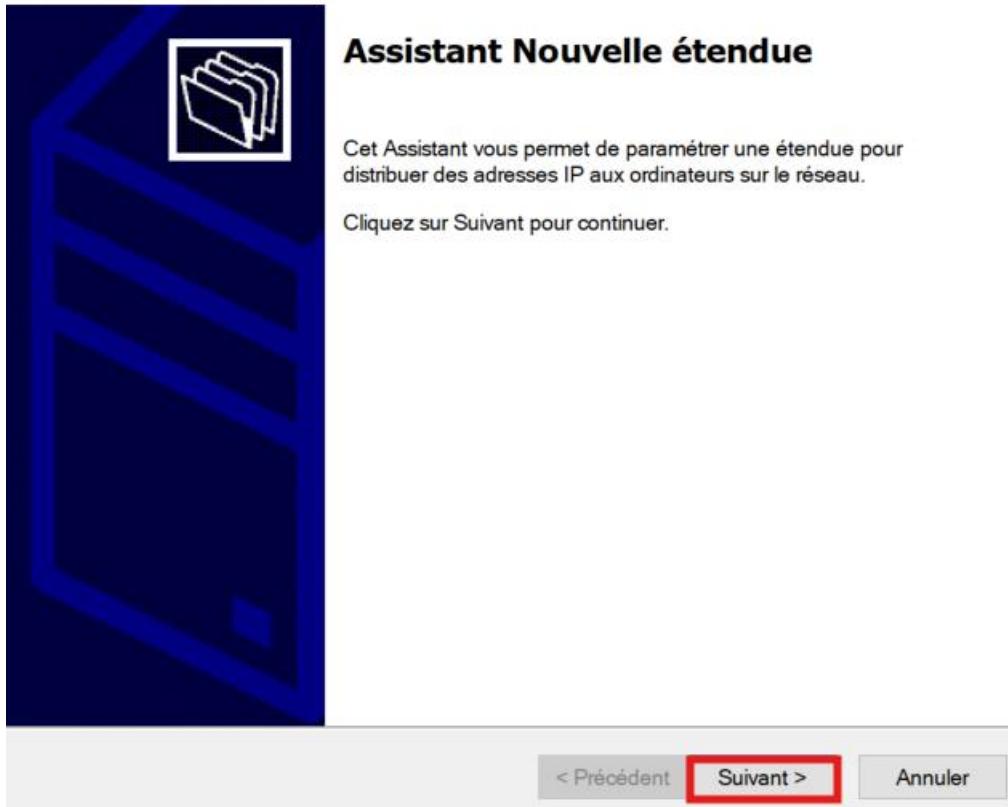 Assistant Nouvelle étendue
Cet Assistant vous permet de paramétrer une étendue pour
distribuer des adresses IP aux ordinateurs sur le réseau.
Cliquez sur Suivant pour continuer.
< Précédent Suivant > Annuler